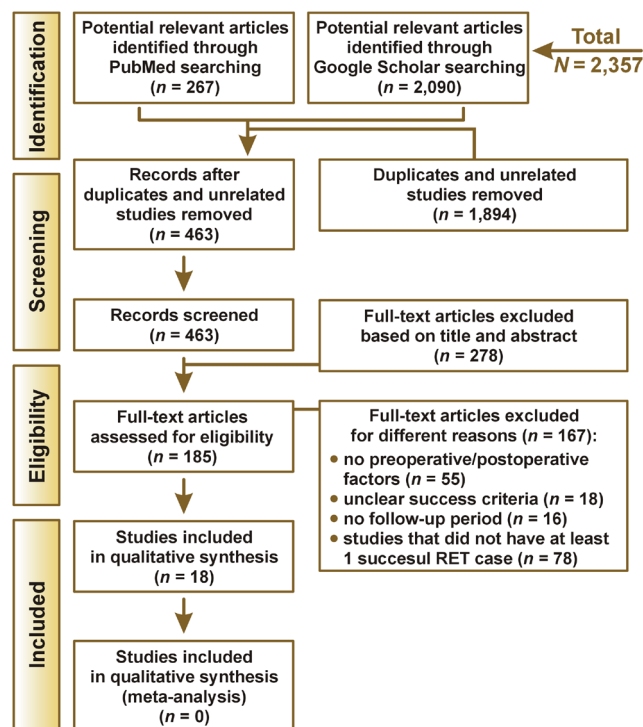 Identification
Potential relevant articles
identified through
PubMed searching
(n = 267)
Potential relevant articles
identified through
Google Scholar searching
(n = 2,090)
Total
N = 2,357
Screening
Records after
duplicates and unrelated
studies removed
(n = 463)
Duplicates and unrelated
studies removed
(n = 1,894)
Records screened
(n = 463)
Full-text articles excluded
based on title and abstract
(n = 278)
Eligibility
Full-text articles
assessed for eligibility
(n = 185)
Full-text articles excluded
for different reasons (n = 167):
• no preoperative/postoperative
factors (n = 55)
• unclear success criteria (n = 18)
• no follow-up period (n = 16)
• studies that did not have at least
1 succesul RET case (n = 78)
Included
Studies included
in qualitative synthesis
(n = 18)
Studies included
in qualitative synthesis
(meta-analysis)
(n = 0)